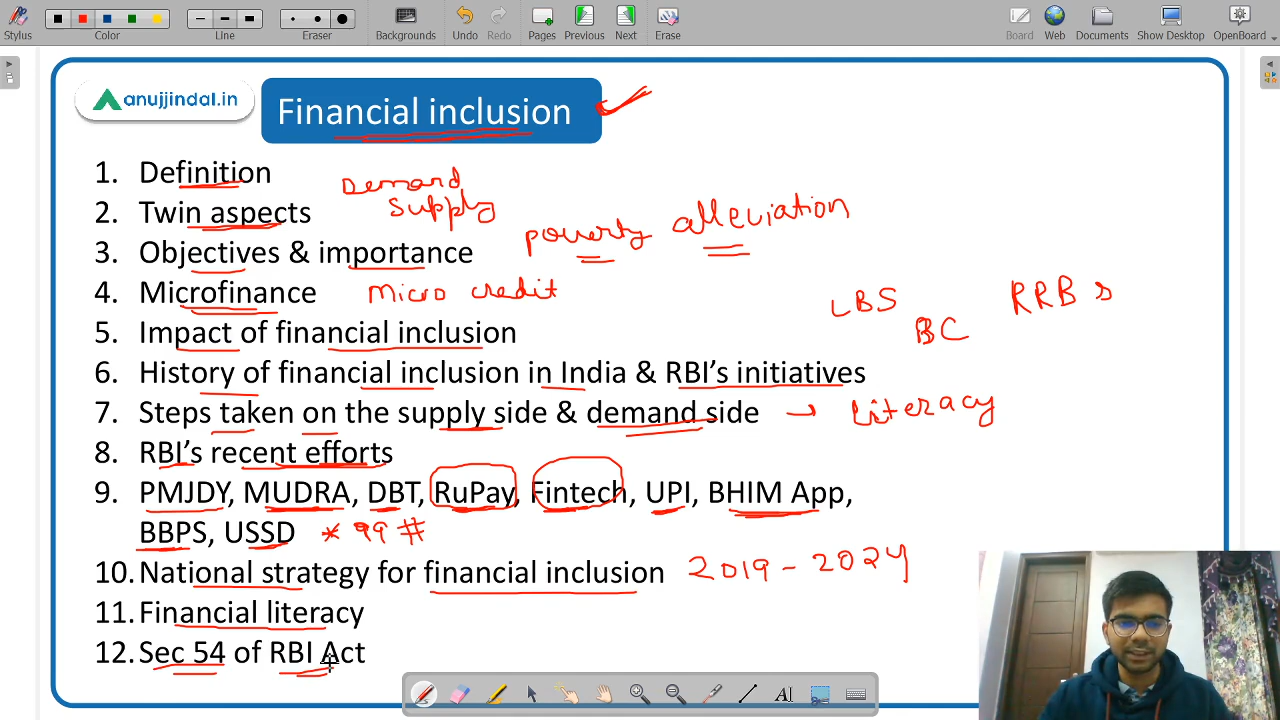 Stylus
Color
Line
Eraser
Backgrounds
Undo
Redo
Pages
Previous
Next
Erase
Board
Web
Documents
Show Desktop
OpenBoard
anujjindal.in
Financial inclusion
1. Definition
Demand
Supply
2. Twin aspects
poverty alleviation
3. Objectives & importance
4. Microfinance
Micro credit
LBS
BC
RRB s
5. Impact of financial inclusion
6. History of financial inclusion in India & RBI's initiatives
7. Steps taken on the supply side & demand side → literacy
8. RBI's recent efforts
9. PMJDY, MUDRA, DBT, RuPay, Fintech, UPI, BHIM App,
BBPS, USSD * 99 #
10. National strategy for financial inclusion 2019 - 2024
11. Financial literacy
12. Sec 54 of RBI Act